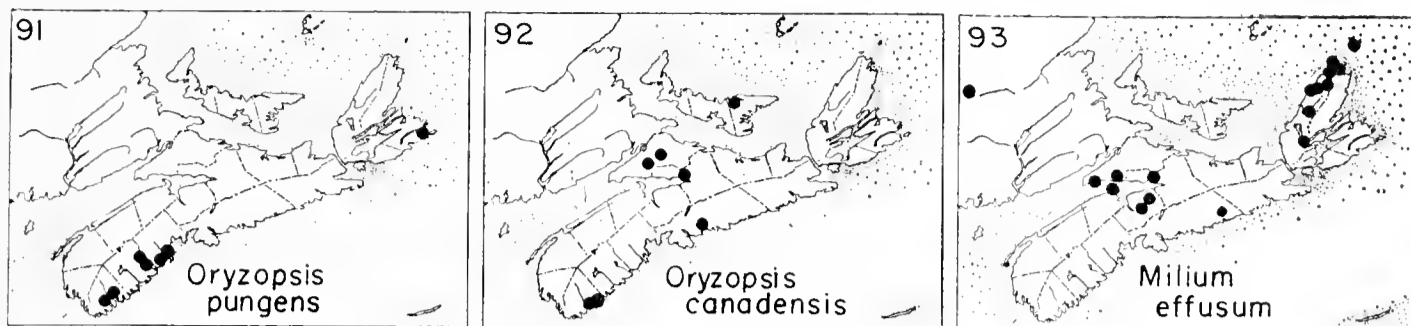 91
Oryzopsis
pungens
92
Oryzopsis
canadensis
93
Milium
effusum